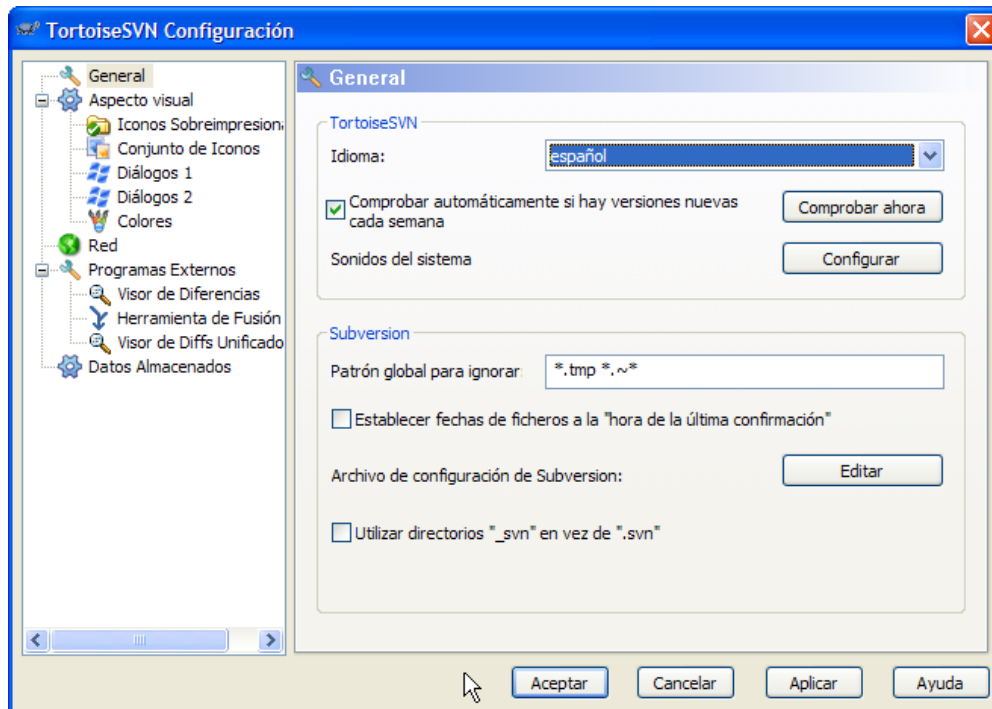 TortoiseSVN Configuración
General
Aspecto visual
Iconos Sobreimpresion
Conjunto de Iconos
Diálogos 1
Diálogos 2
Colores
Red
Programas Externos
Visor de Diferencias
Herramienta de Fusión
Visor de Diffs Unificado
Datos Almacenados
General
TortoiseSVN
Idioma:
español
Comprobar automáticamente si hay versiones nuevas
cada semana
Comprobar ahora
Sonidos del sistema
Configurar
Subversion
Patrón global para ignorar:
*.tmp *.~*
Establecer fechas de ficheros a la "hora de la última confirmación"
Archivo de configuración de Subversion:
Editar
Utilizar directorios "_svn" en vez de ".svn"
Aceptar
Cancelar
Aplicar
Ayuda